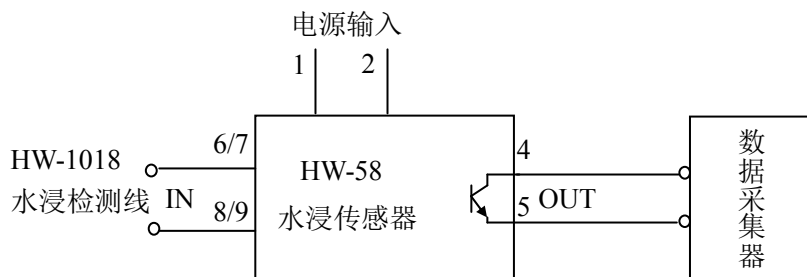 电源输入
1 2
HW-1018
水浸检测线 IN
6/7
8/9
HW-58
水浸传感器
4
5 OUT
数据采集器